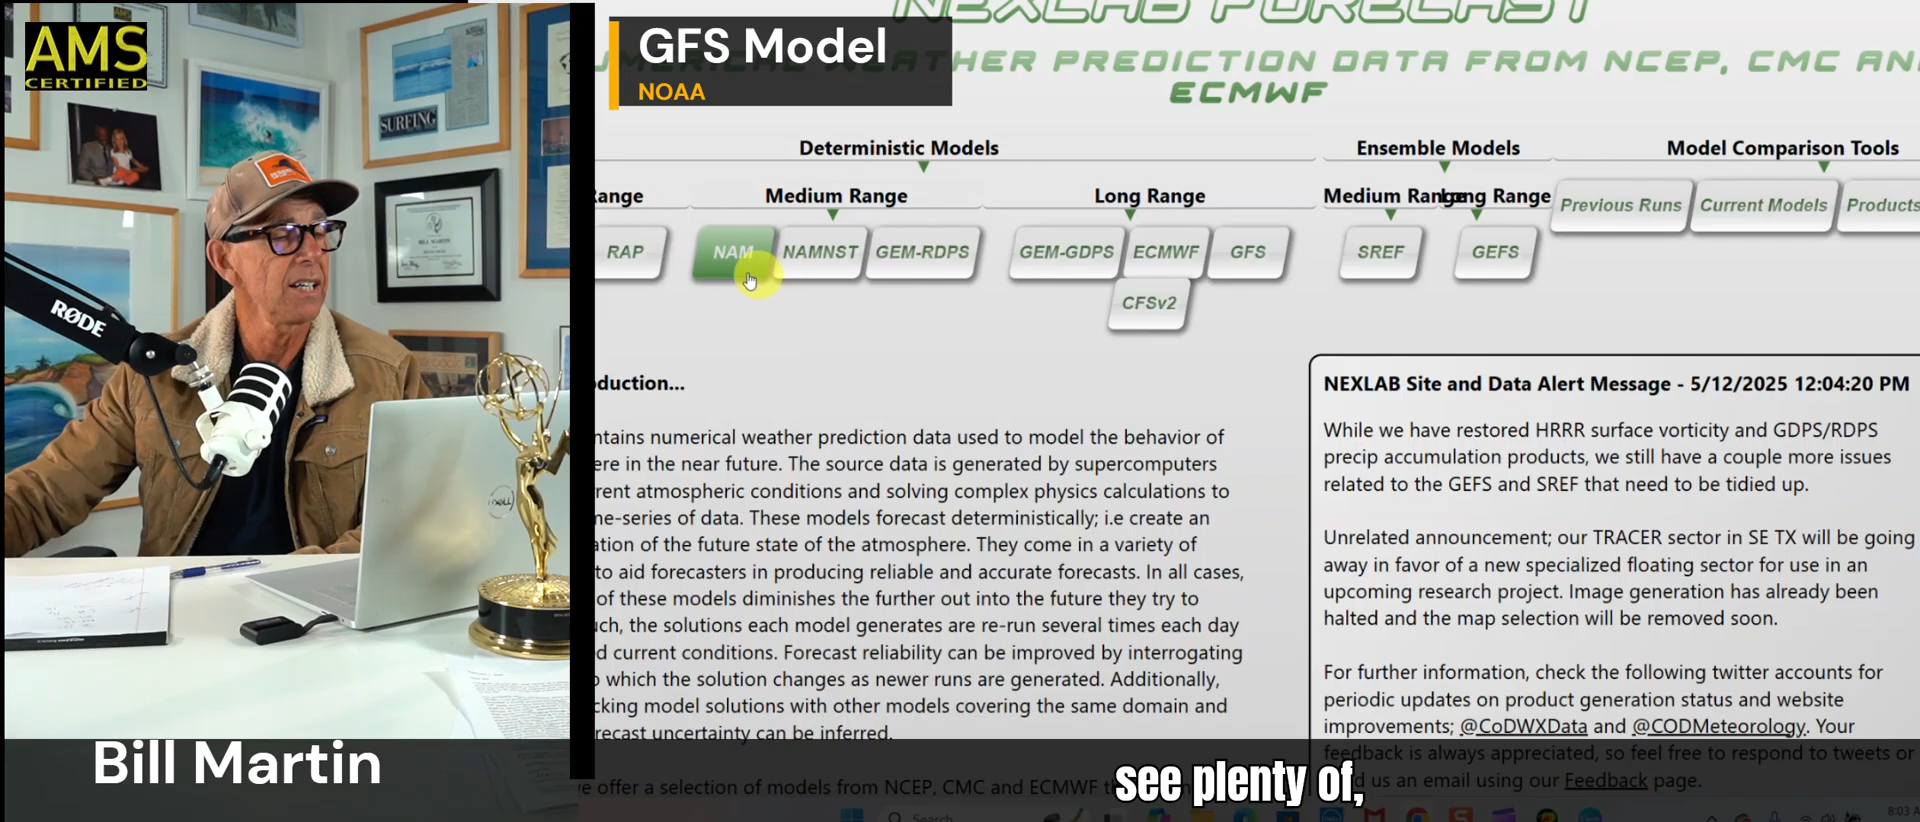 AMS
CERTIFIED
SURFING
BILL MARTIN
RØDE
DELL
Bill Martin
GFS Model
NOAA
NEXLAB FORECAST
THER PREDICTION DATA FROM NCEP, CMC AN
ECMWF
Deterministic Models
Ensemble Models
Model Comparison Tools
Range
Medium Range
Long Range
Medium Range
Long Range
RAP
NAM
NAMNST
GEM-RDPS
GEM-GDPS
ECMWF
GFS
CFSv2
SREF
GEFS
Previous Runs
Current Models
Products
oduction...
ntains numerical weather prediction data used to model the behavior of
ere in the near future. The source data is generated by supercomputers
rent atmospheric conditions and solving complex physics calculations to
me-series of data. These models forecast deterministically; i.e create an
ation of the future state of the atmosphere. They come in a variety of
to aid forecasters in producing reliable and accurate forecasts. In all cases,
of these models diminishes the further out into the future they try to
uch, the solutions each model generates are re-run several times each day
d current conditions. Forecast reliability can be improved by interrogating
o which the solution changes as newer runs are generated. Additionally,
cking model solutions with other models covering the same domain and
recast uncertainty can be inferred.
e offer a selection of models from NCEP, CMC and ECMWF
NEXLAB Site and Data Alert Message - 5/12/2025 12:04:20 PM
While we have restored HRRR surface vorticity and GDPS/RDPS
precip accumulation products, we still have a couple more issues
related to the GEFS and SREF that need to be tidied up.
Unrelated announcement; our TRACER sector in SE TX will be going
away in favor of a new specialized floating sector for use in an
upcoming research project. Image generation has already been
halted and the map selection will be removed soon.
For further information, check the following twitter accounts for
periodic updates on product generation status and website
improvements; @CoDWXData and @CODMeteorology. Your
feedback is always appreciated, so feel free to respond to tweets or
d us an email using our Feedback page.
see plenty of,
Search
8:03 A